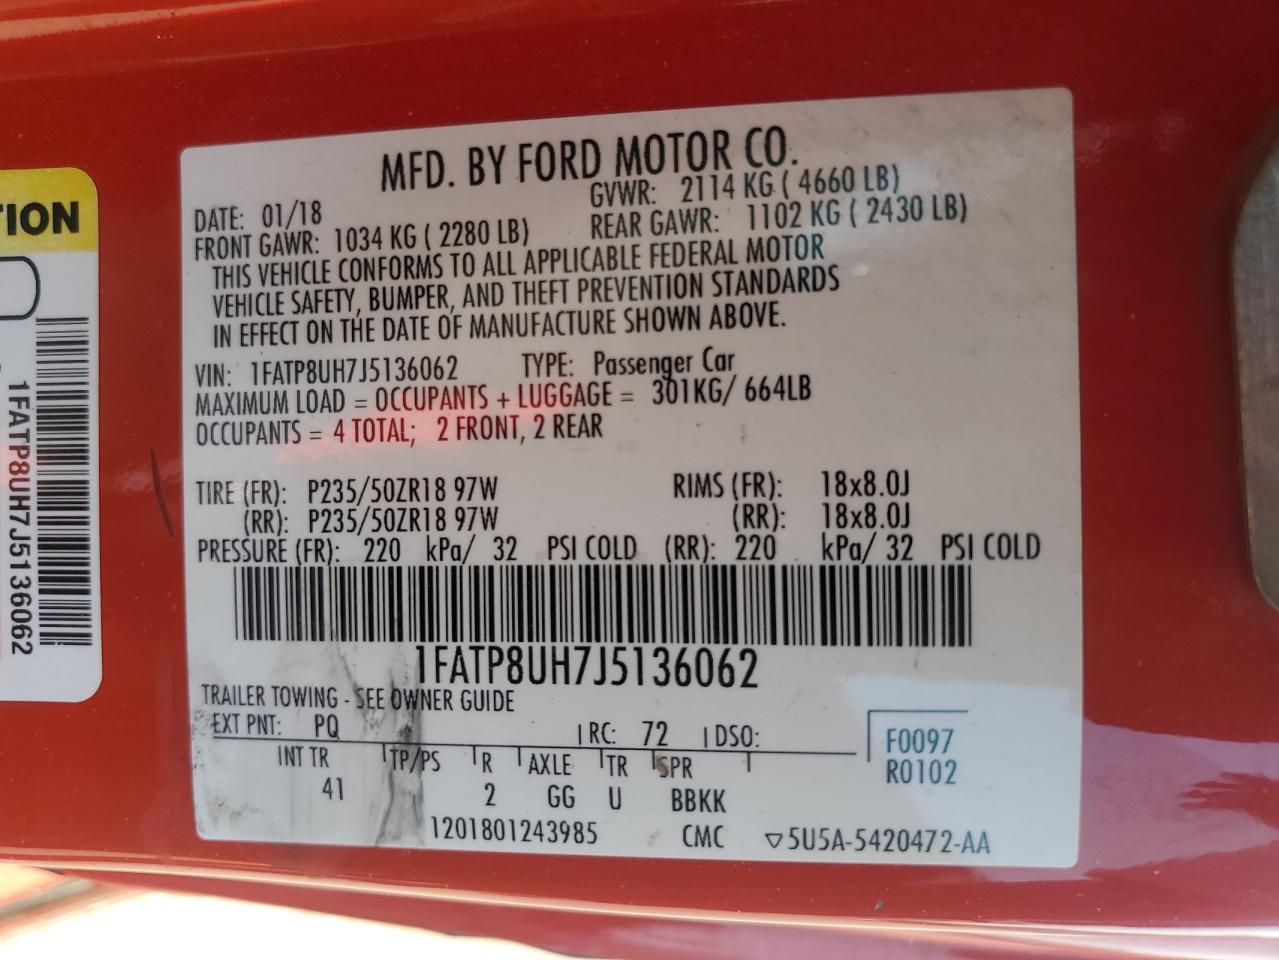 MFD. BY FORD MOTOR CO.
DATE: 01/18 GVWR: 2114 KG ( 4660 LB)
FRONT GAWR: 1034 KG ( 2280 LB) REAR GAWR: 1102 KG ( 2430 LB)
THIS VEHICLE CONFORMS TO ALL APPLICABLE FEDERAL MOTOR
VEHICLE SAFETY, BUMPER, AND THEFT PREVENTION STANDARDS
IN EFFECT ON THE DATE OF MANUFACTURE SHOWN ABOVE.
VIN: 1FATP8UH7J5136062 TYPE: Passenger Car
MAXIMUM LOAD = OCCUPANTS + LUGGAGE = 301KG/ 664LB
OCCUPANTS = 4 TOTAL; 2 FRONT, 2 REAR
TIRE (FR): P235/50ZR18 97W RIMS (FR): 18x8.0J
(RR): P235/50ZR18 97W (RR): 18x8.0J
PRESSURE (FR): 220 kPa/ 32 PSI COLD (RR): 220 kPa/ 32 PSI COLD
1FATP8UH7J5136062
TRAILER TOWING - SEE OWNER GUIDE
EXT PNT: PQ RC: 72 DSO:
F0097
R0102
INT TR TP/PS R AXLE TR SPR
41 2 GG U BBKK
1201801243985 CMC ▽5U5A-5420472-AA
TION
1FATP8UH7J5136062